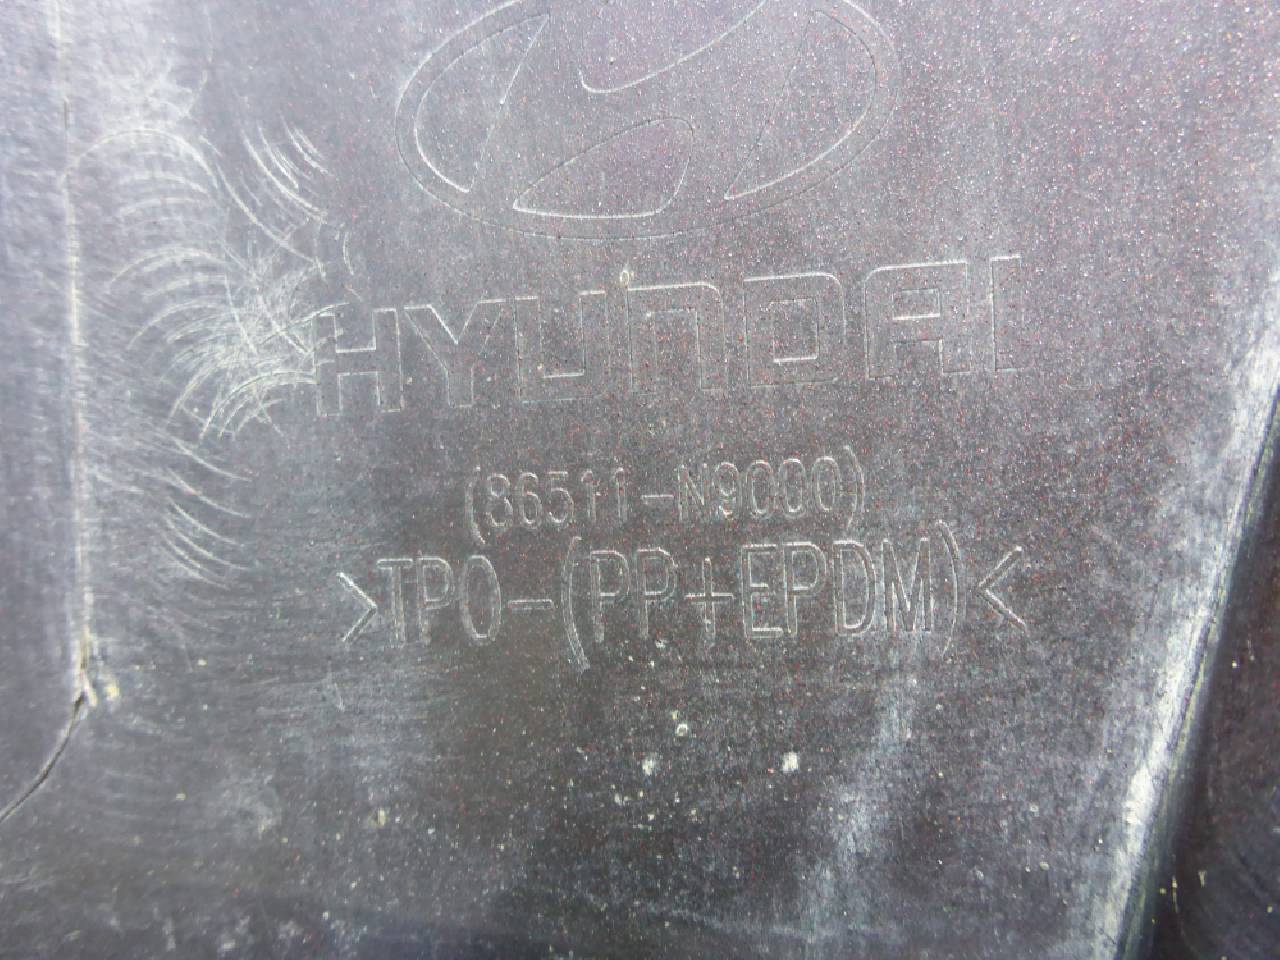 HYUNDAI
(86511-N9000)
>TPO-(PP+EPDM)<